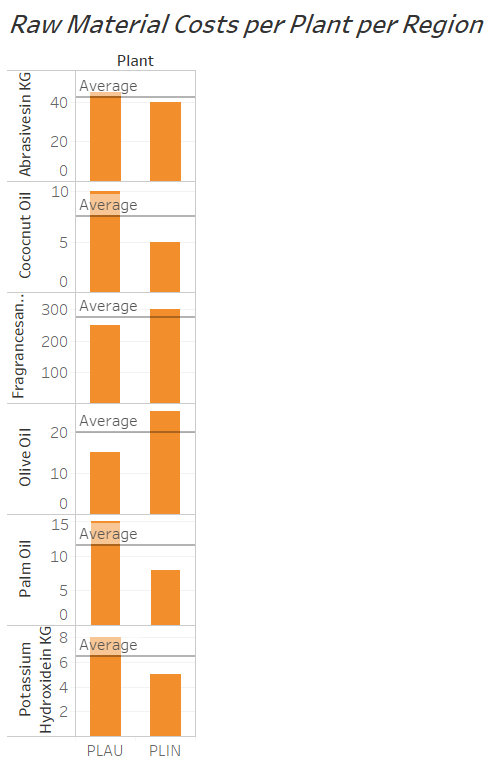 Raw Material Costs per Plant per Region
Plant
Abrasivesin KG
40
20
0
Average
Cococnut Oil
10
5
0
Average
Fragrancesan..
300
200
100
Average
Olive Oil
20
10
0
Average
Palm Oil
15
10
5
0
Average
Potassium
Hydroxidein KG
8
6
4
2
Average
PLAU PLIN